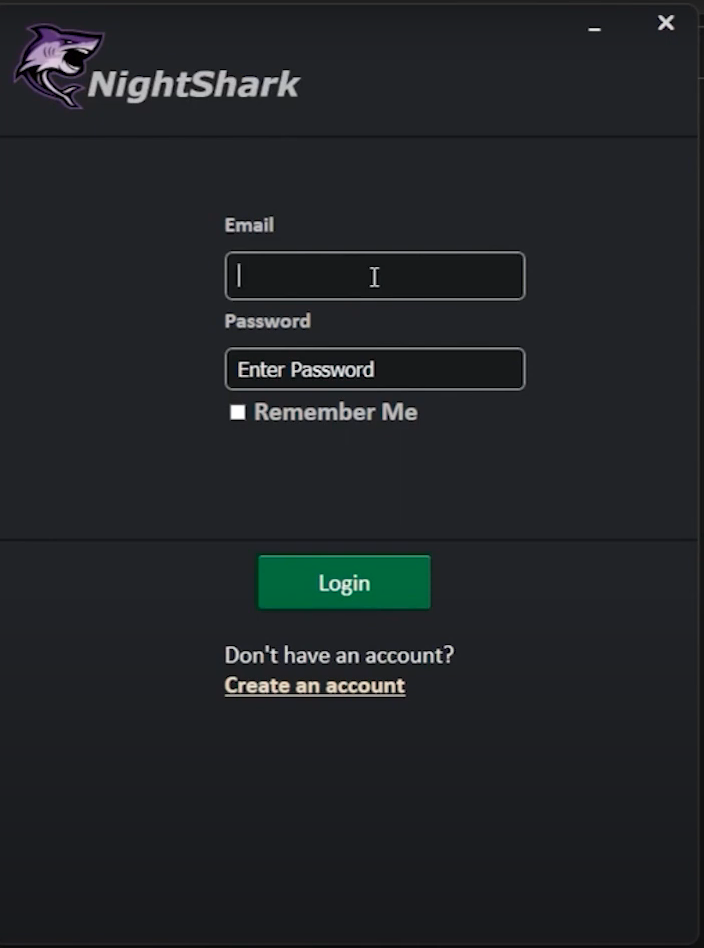 NightShark
Email
Password
Enter Password
Remember Me
Login
Don't have an account?
Create an account